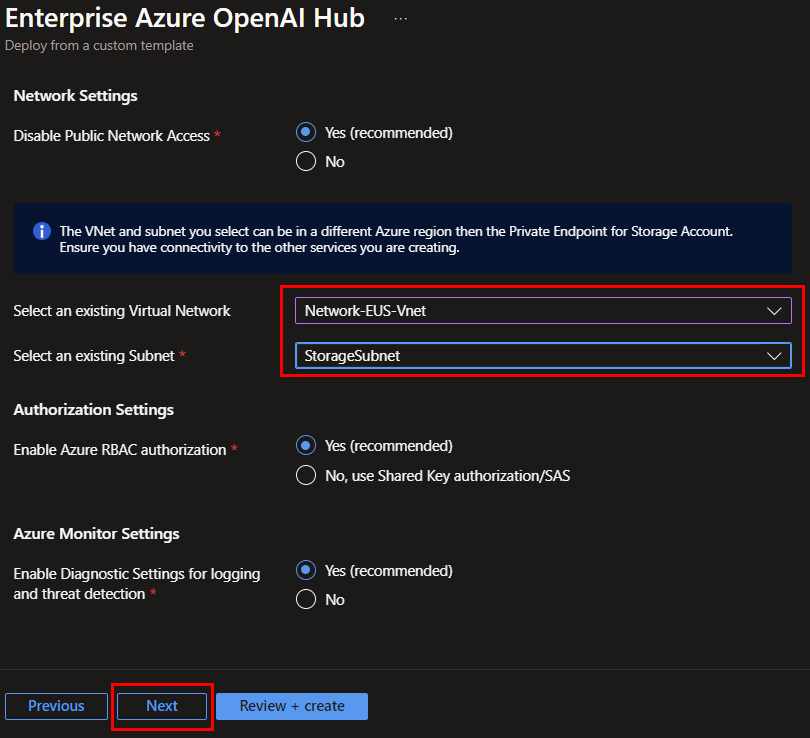 Enterprise Azure OpenAI Hub ...
Deploy from a custom template
Network Settings
Disable Public Network Access *
Yes (recommended)
No
The VNet and subnet you select can be in a different Azure region then the Private Endpoint for Storage Account.
Ensure you have connectivity to the other services you are creating.
Select an existing Virtual Network
Network-EUS-Vnet
Select an existing Subnet *
StorageSubnet
Authorization Settings
Enable Azure RBAC authorization *
Yes (recommended)
No, use Shared Key authorization/SAS
Azure Monitor Settings
Enable Diagnostic Settings for logging
and threat detection *
Yes (recommended)
No
Previous
Next
Review + create